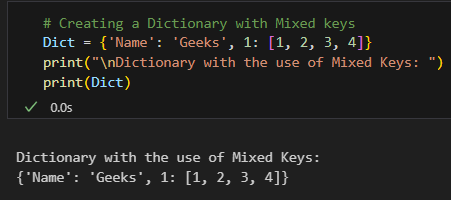 # Creating a Dictionary with Mixed keys
Dict = {'Name': 'Geeks', 1: [1, 2, 3, 4]}
print("\nDictionary with the use of Mixed Keys: ")
print(Dict)
✓ 0.0s
Dictionary with the use of Mixed Keys:
{'Name': 'Geeks', 1: [1, 2, 3, 4]}